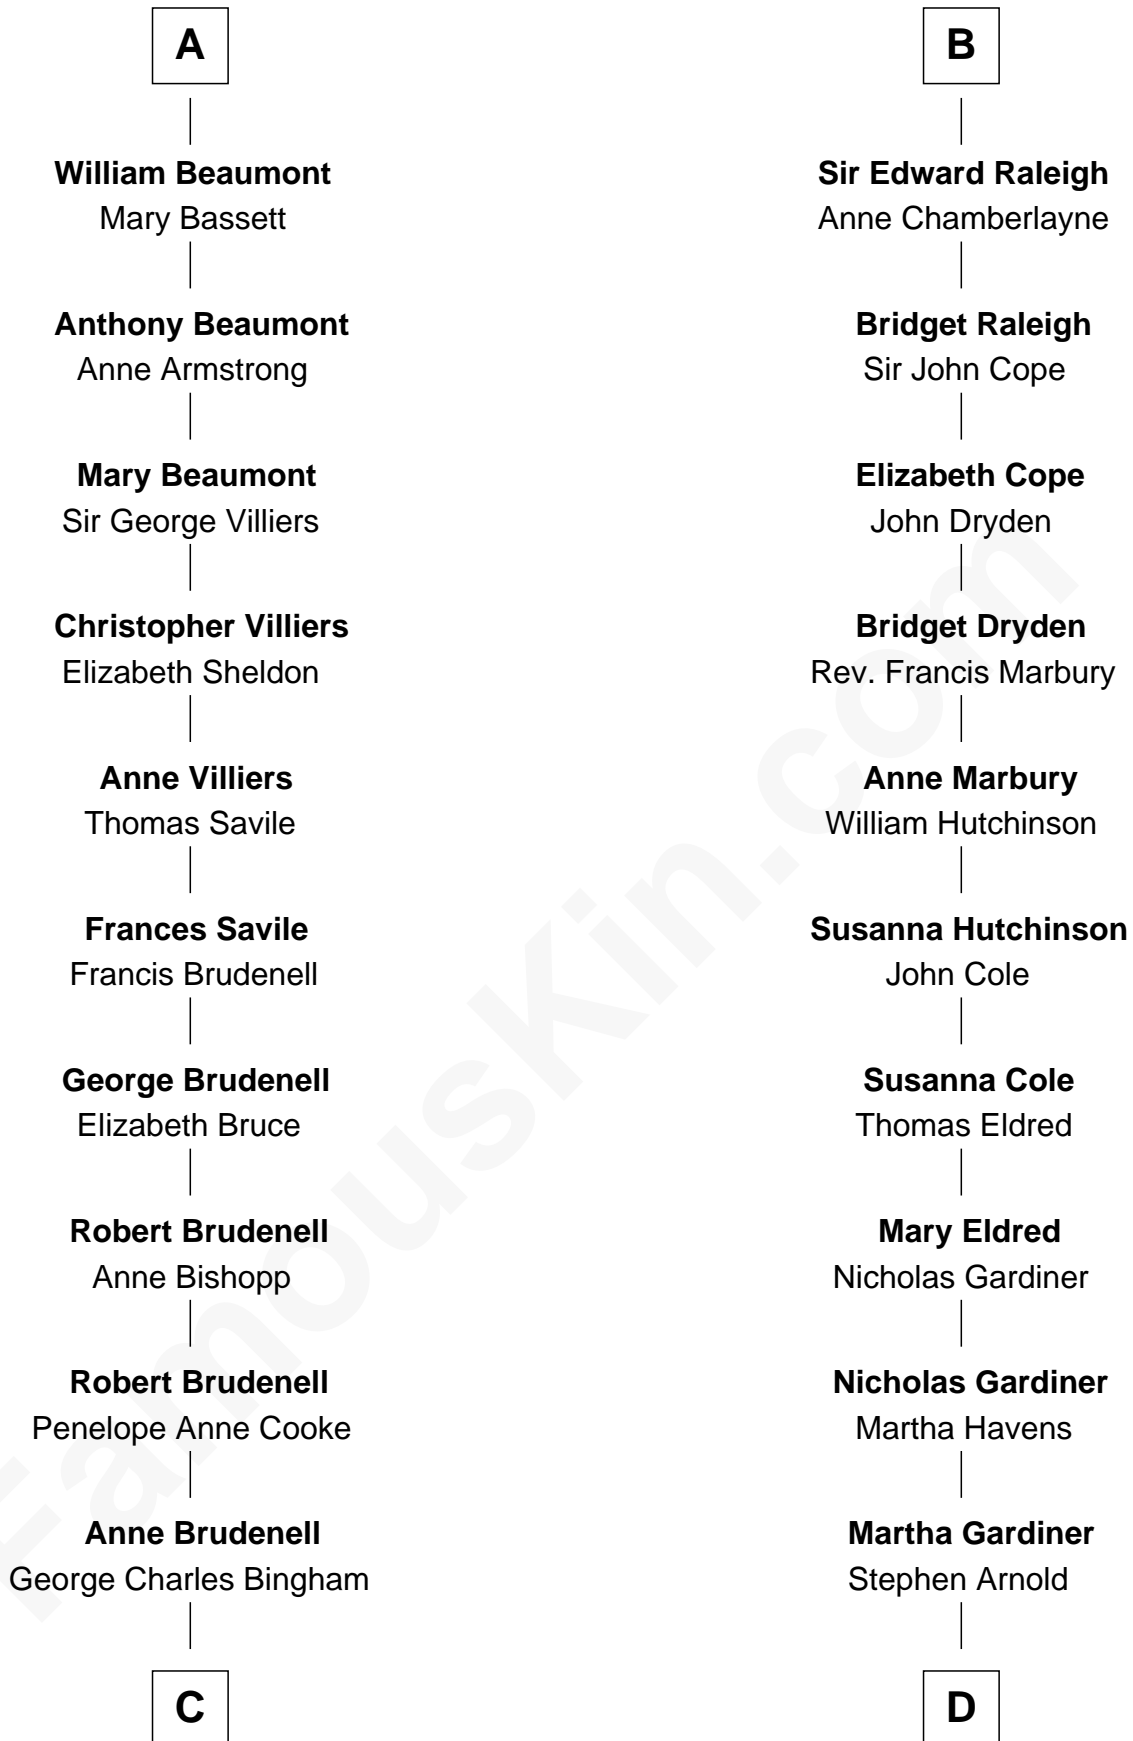 A
William Beaumont
Mary Bassett
Anthony Beaumont
Anne Armstrong
Mary Beaumont
Sir George Villiers
Christopher Villiers
Elizabeth Sheldon
Anne Villiers
Thomas Savile
Frances Savile
Francis Brudenell
George Brudenell
Elizabeth Bruce
Robert Brudenell
Anne Bishopp
Robert Brudenell
Penelope Anne Cooke
Anne Brudenell
George Charles Bingham
C
B
Sir Edward Raleigh
Anne Chamberlayne
Bridget Raleigh
Sir John Cope
Elizabeth Cope
John Dryden
Bridget Dryden
Rev. Francis Marbury
Anne Marbury
William Hutchinson
Susanna Hutchinson
John Cole
Susanna Cole
Thomas Eldred
Mary Eldred
Nicholas Gardiner
Nicholas Gardiner
Martha Havens
Martha Gardiner
Stephen Arnold
D
FamousKin.com